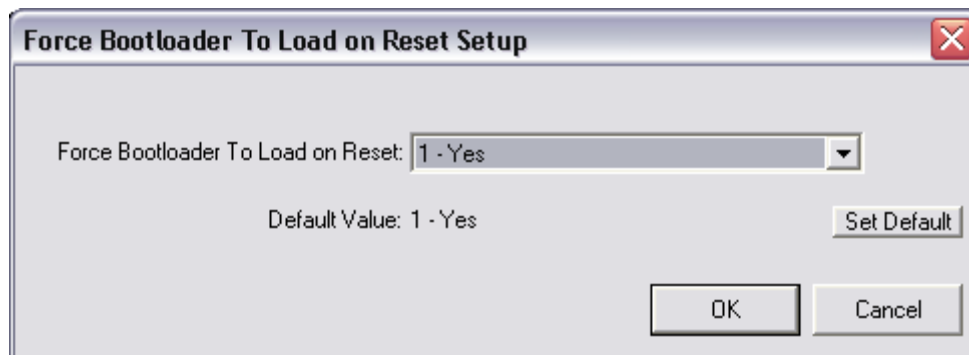 Force Bootloader To Load on Reset Setup
Force Bootloader To Load on Reset: 1 - Yes
Default Value: 1 - Yes
Set Default
OK
Cancel